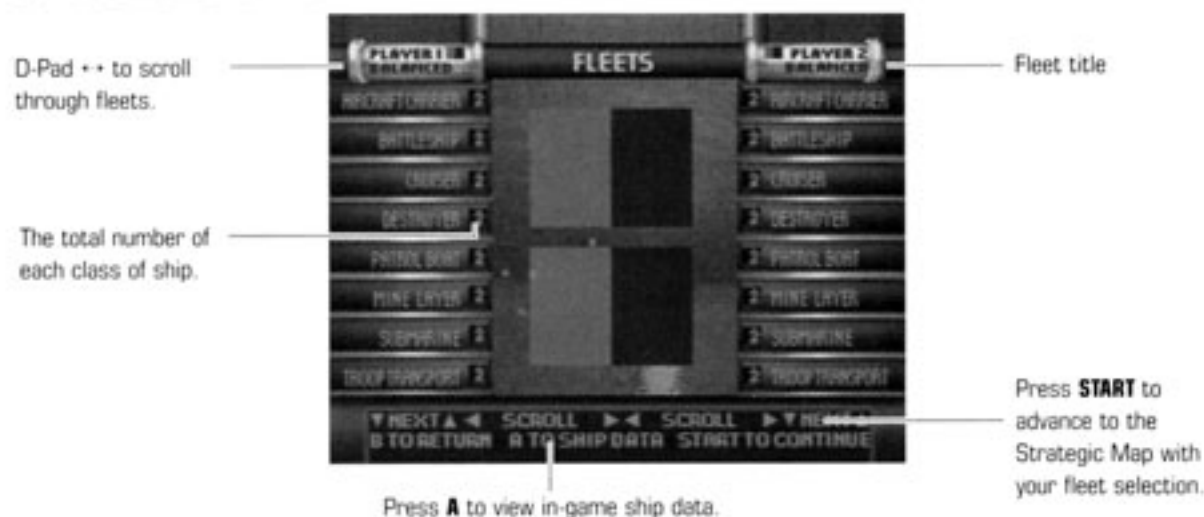 D-Pad ↔ to scroll
through fleets.
The total number of
each class of ship.
PLAYER 1
BALANCED
FLEETS
PLAYER 2
BALANCED
AIRCRAFT CARRIER 2
BATTLESHIP 2
CRUISER 2
DESTROYER 2
PATROL BOAT 2
MINE LAYER 2
SUBMARINE 2
TROOP TRANSPORT 2
2 AIRCRAFT CARRIER
2 BATTLESHIP
2 CRUISER
2 DESTROYER
2 PATROL BOAT
2 MINE LAYER
2 SUBMARINE
2 TROOP TRANSPORT
▼NEXT▲ ◀ SCROLL ▶◀ SCROLL ▶▼NEXT▲
B TO RETURN A TO SHIP DATA START TO CONTINUE
Fleet title
Press START to
advance to the
Strategic Map with
your fleet selection.
Press A to view in-game ship data.